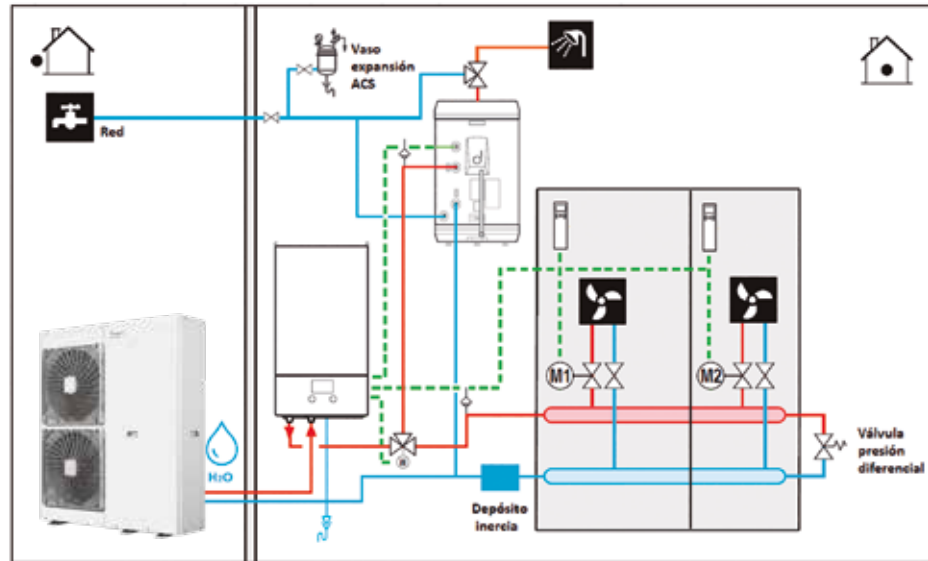 Vaso
expansión
ACS
Red
M1
M2
H₂O
Válvula
presión
diferencial
Depósito
inercia